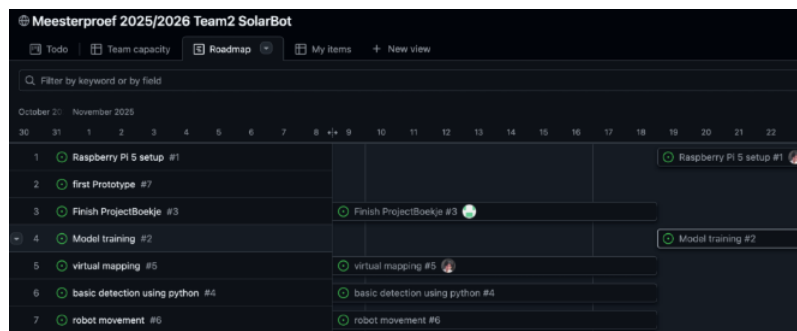 Meesterproef 2025/2026 Team2 SolarBot
Todo Team capacity Roadmap My items + New view
Filter by keyword or by field
October 20 November 2025
30 31 1 2 3 4 5 6 7 8 9 10 11 12 13 14 15 16 17 18 19 20 21 22
1 Raspberry Pi 5 setup #1 Raspberry Pi 5 setup #1
2 first Prototype #7
3 Finish ProjectBoekje #3 Finish ProjectBoekje #3
4 Model training #2 Model training #2
5 virtual mapping #5 virtual mapping #5
6 basic detection using python #4 basic detection using python #4
7 robot movement #6 robot movement #6